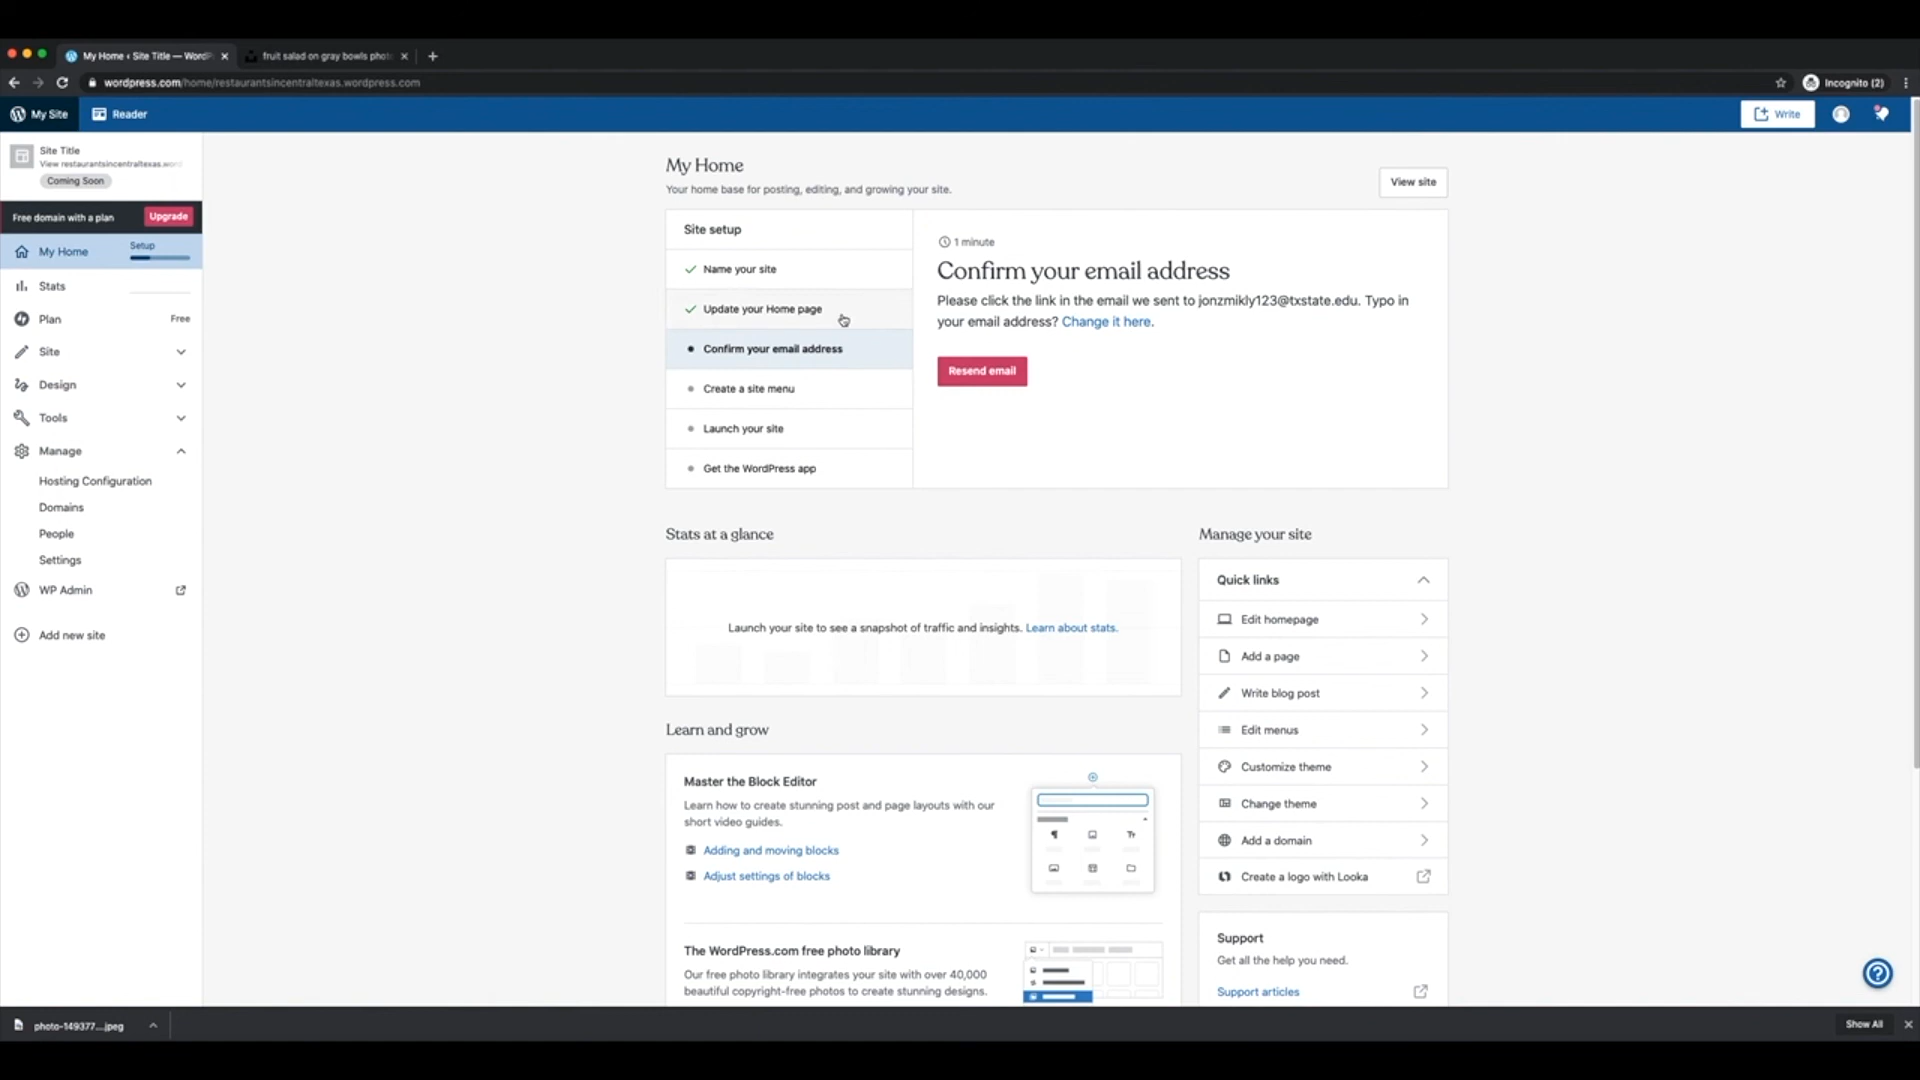 My Home ‹ Site Title — WordP
fruit salad on gray bowls phot
wordpress.com/home/restaurantsincentraltexas.wordpress.com
Incognito (2)
My Site
Reader
Write
Site Title
View restaurantsincentraltexas.word
Coming Soon
Free domain with a plan
Upgrade
My Home
Setup
Stats
Plan
Free
Site
Design
Tools
Manage
Hosting Configuration
Domains
People
Settings
WP Admin
Add new site
My Home
Your home base for posting, editing, and growing your site.
View site
Site setup
Name your site
Update your Home page
Confirm your email address
Create a site menu
Launch your site
Get the WordPress app
1 minute
Confirm your email address
Please click the link in the email we sent to jonzmikly123@txstate.edu. Typo in
your email address? Change it here.
Resend email
Stats at a glance
Launch your site to see a snapshot of traffic and insights. Learn about stats.
Manage your site
Quick links
Edit homepage
Add a page
Write blog post
Edit menus
Customize theme
Change theme
Add a domain
Create a logo with Looka
Learn and grow
Master the Block Editor
Learn how to create stunning post and page layouts with our
short video guides.
Adding and moving blocks
Adjust settings of blocks
The WordPress.com free photo library
Our free photo library integrates your site with over 40,000
beautiful copyright-free photos to create stunning designs.
Support
Get all the help you need.
Support articles
photo-149377....jpeg
Show All